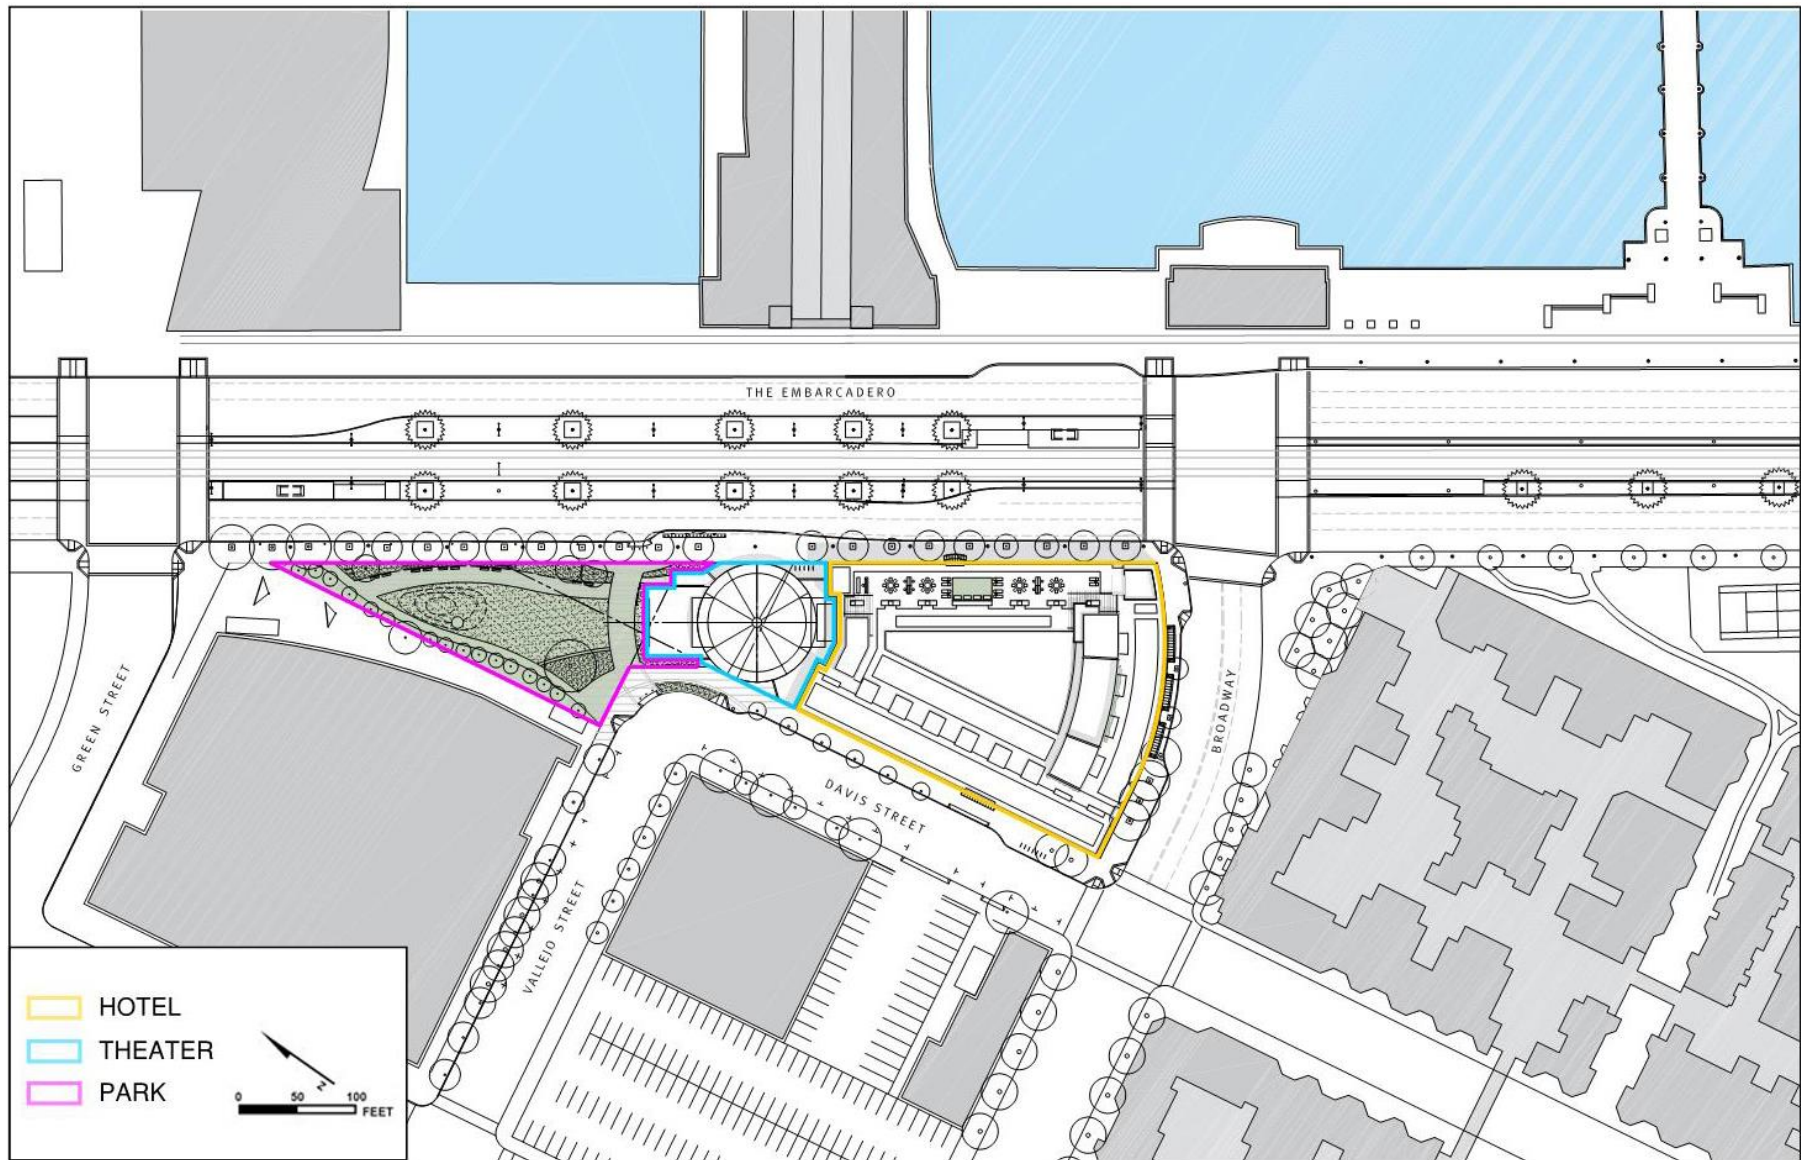 THE EMBARCADERO
GREEN STREET
BROADWAY
DAVIS STREET
VALLEJO STREET
HOTEL
THEATER
PARK
N
0 50 100
FEET